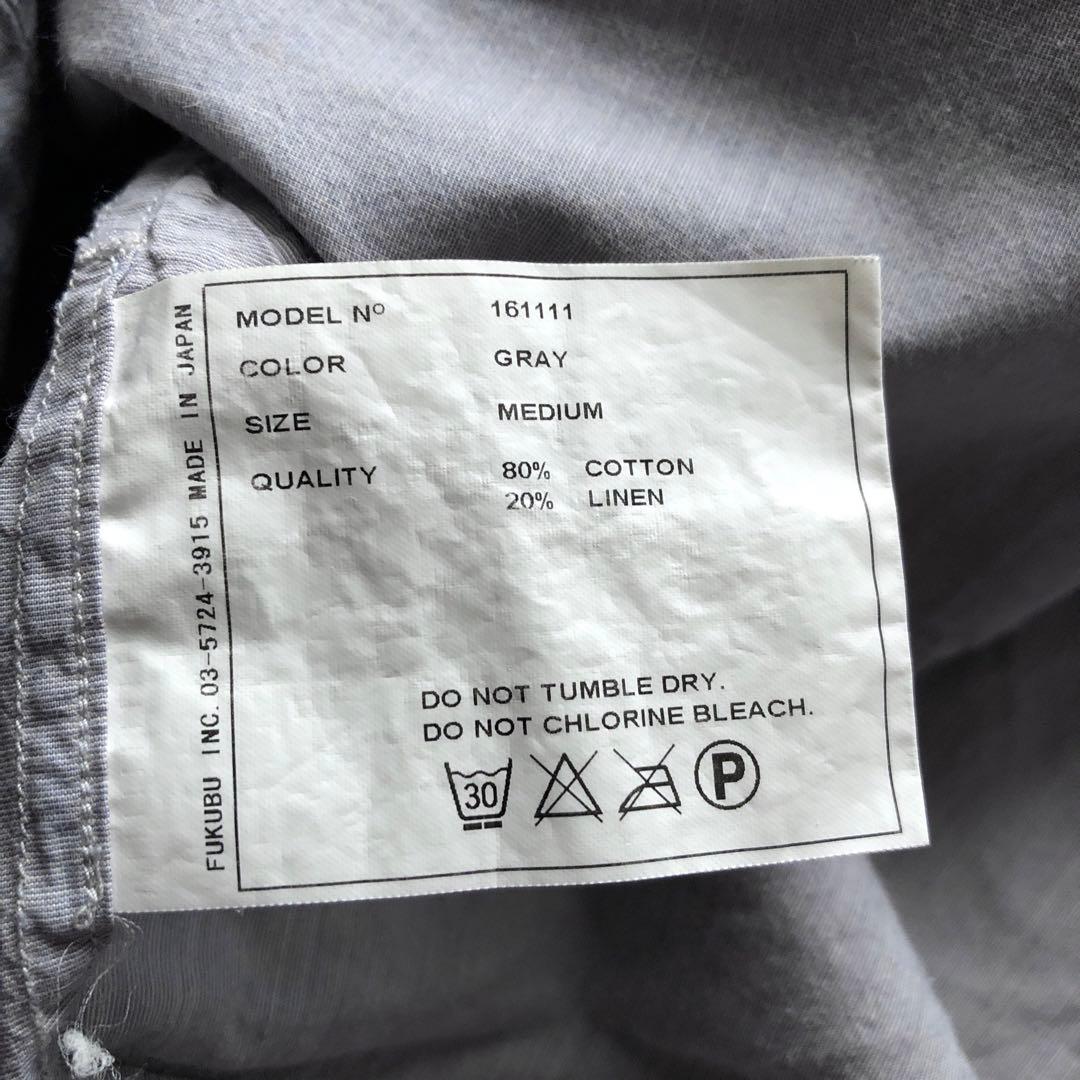 MODEL Nº 161111
COLOR GRAY
SIZE MEDIUM
QUALITY 80% COTTON
20% LINEN
DO NOT TUMBLE DRY.
DO NOT CHLORINE BLEACH.
30 P
FUKUBU INC. 03-5724-3915 MADE IN JAPAN